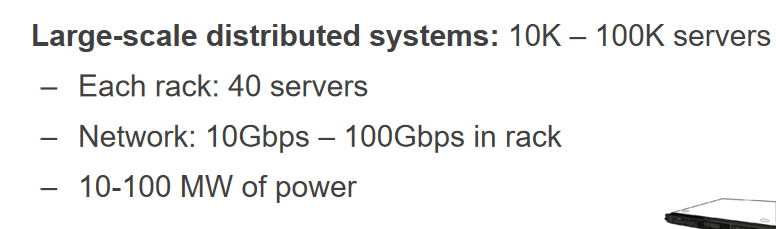 Large-scale distributed systems: 10K – 100K servers
– Each rack: 40 servers
– Network: 10Gbps – 100Gbps in rack
– 10-100 MW of power